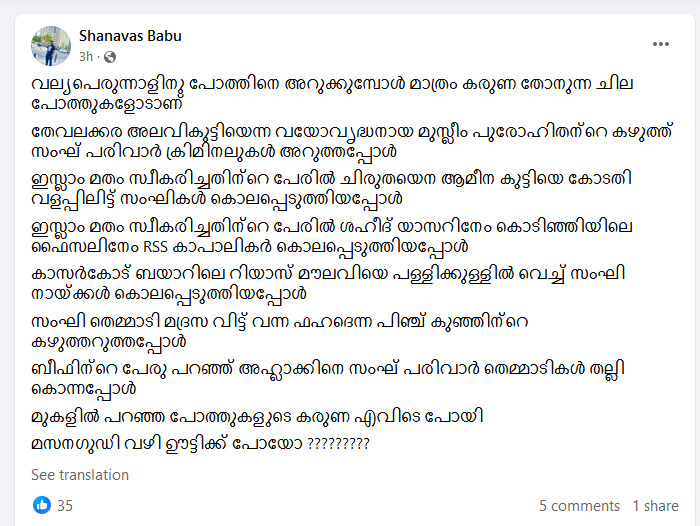 Shanavas Babu
3h ·
വല്യപെരുന്നാളിനു പോത്തിനെ അറുക്കുമ്പോൾ മാത്രം കരുണ തോനുന്ന ചില
പോത്തുകളോടാണ്
തേവലക്കര അലവികുട്ടിയെന്ന വയോവൃദ്ധനായ മുസ്ലീം പുരോഹിതന്റെ കഴുത്ത്
സംഘ് പരിവാർ ക്രിമിനലുകൾ അറുത്തപ്പോൾ
ഇസ്ലാം മതം സ്വീകരിച്ചതിന്റെ പേരിൽ ചിരുതയെന ആമീന കുട്ടിയെ കോടതി
വളപ്പിലിട്ട് സംഘികൾ കൊലപ്പെടുത്തിയപ്പോൾ
ഇസ്ലാം മതം സ്വീകരിച്ചതിന്റെ പേരിൽ ശഹീദ് യാസറിനേം കൊടിഞ്ഞിയിലെ
ഫൈസലിനേം RSS കാപാലികർ കൊലപ്പെടുത്തിയപ്പോൾ
കാസർകോട് ബയാറിലെ റിയാസ് മൗലവിയെ പള്ളിക്കുള്ളിൽ വെച്ച് സംഘി
നായ്ക്കൾ കൊലപ്പെടുത്തിയപ്പോൾ
സംഘി തെമ്മാടി മദ്രസ വിട്ട് വന്ന ഫഹദെന്ന പിഞ്ച് കുഞ്ഞിന്റെ
കഴുത്തറുത്തപ്പോൾ
ബീഫിന്റെ പേരു പറഞ്ഞ് അഹ്ലാക്കിനെ സംഘ് പരിവാർ തെമ്മാടികൾ തല്ലി
കൊന്നപ്പോൾ
മുകളിൽ പറഞ്ഞ പോത്തുകളുടെ കരുണ എവിടെ പോയി
മസനഗുഡി വഴി ഊട്ടിക്ക് പോയോ ?????????
See translation
35
5 comments 1 share